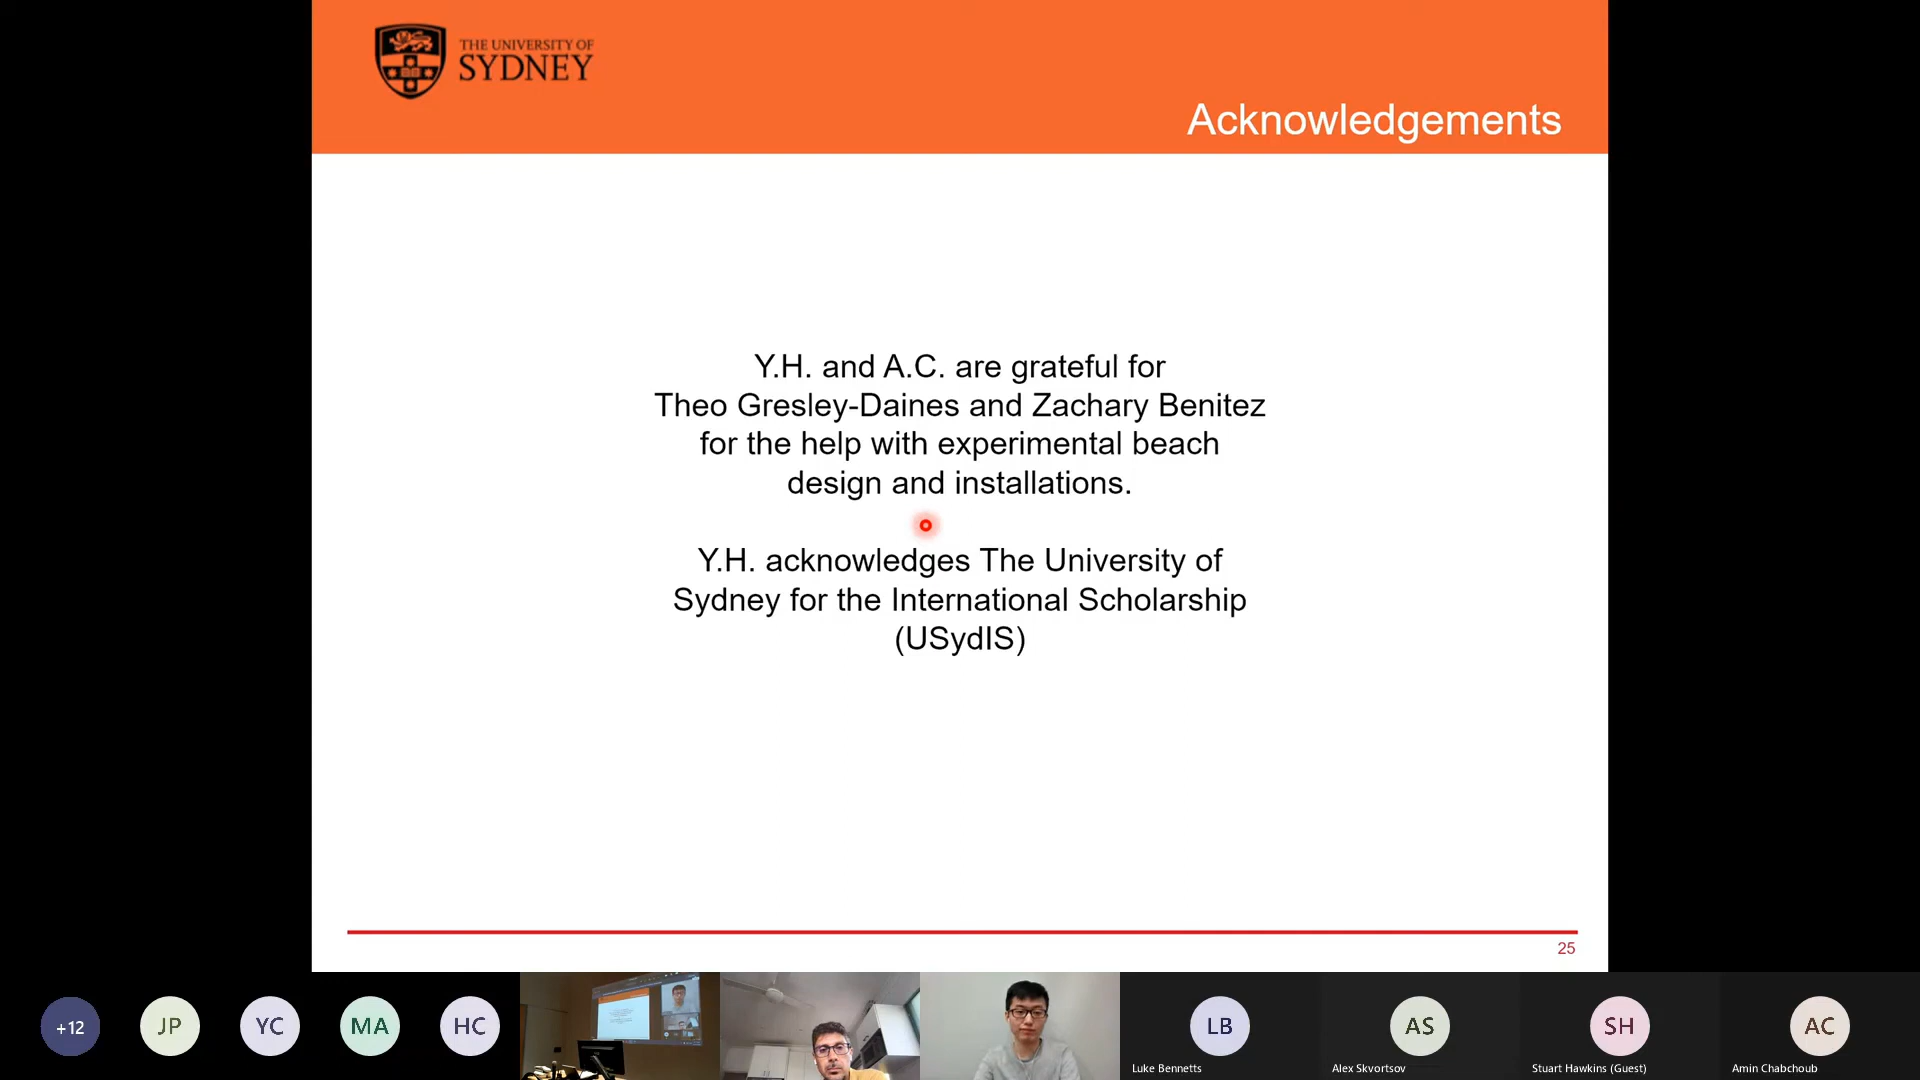 THE UNIVERSITY OF
SYDNEY
Acknowledgements
Y.H. and A.C. are grateful for
Theo Gresley-Daines and Zachary Benitez
for the help with experimental beach
design and installations.
Y.H. acknowledges The University of
Sydney for the International Scholarship
(USydIS)
25
+12
JP
YC
MA
HC
LB
AS
SH
AC
Luke Bennetts
Alex Skvortsov
Stuart Hawkins (Guest)
Amin Chabchoub